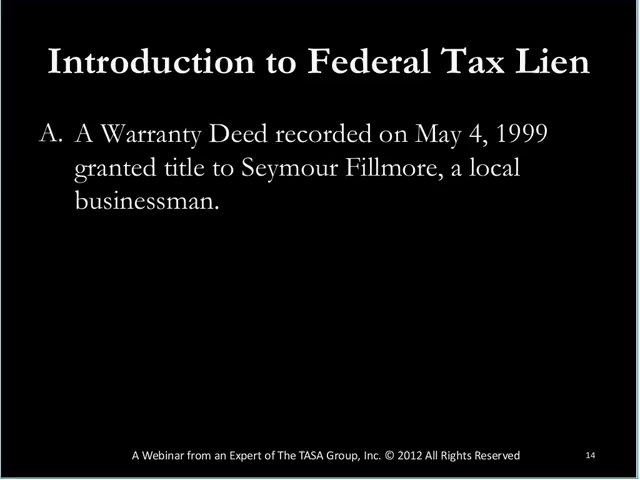 Introduction to Federal Tax Lien
A. A Warranty Deed recorded on May 4, 1999
granted title to Seymour Fillmore, a local
businessman.
A Webinar from an Expert of The TASA Group, Inc. © 2012 All Rights Reserved
14